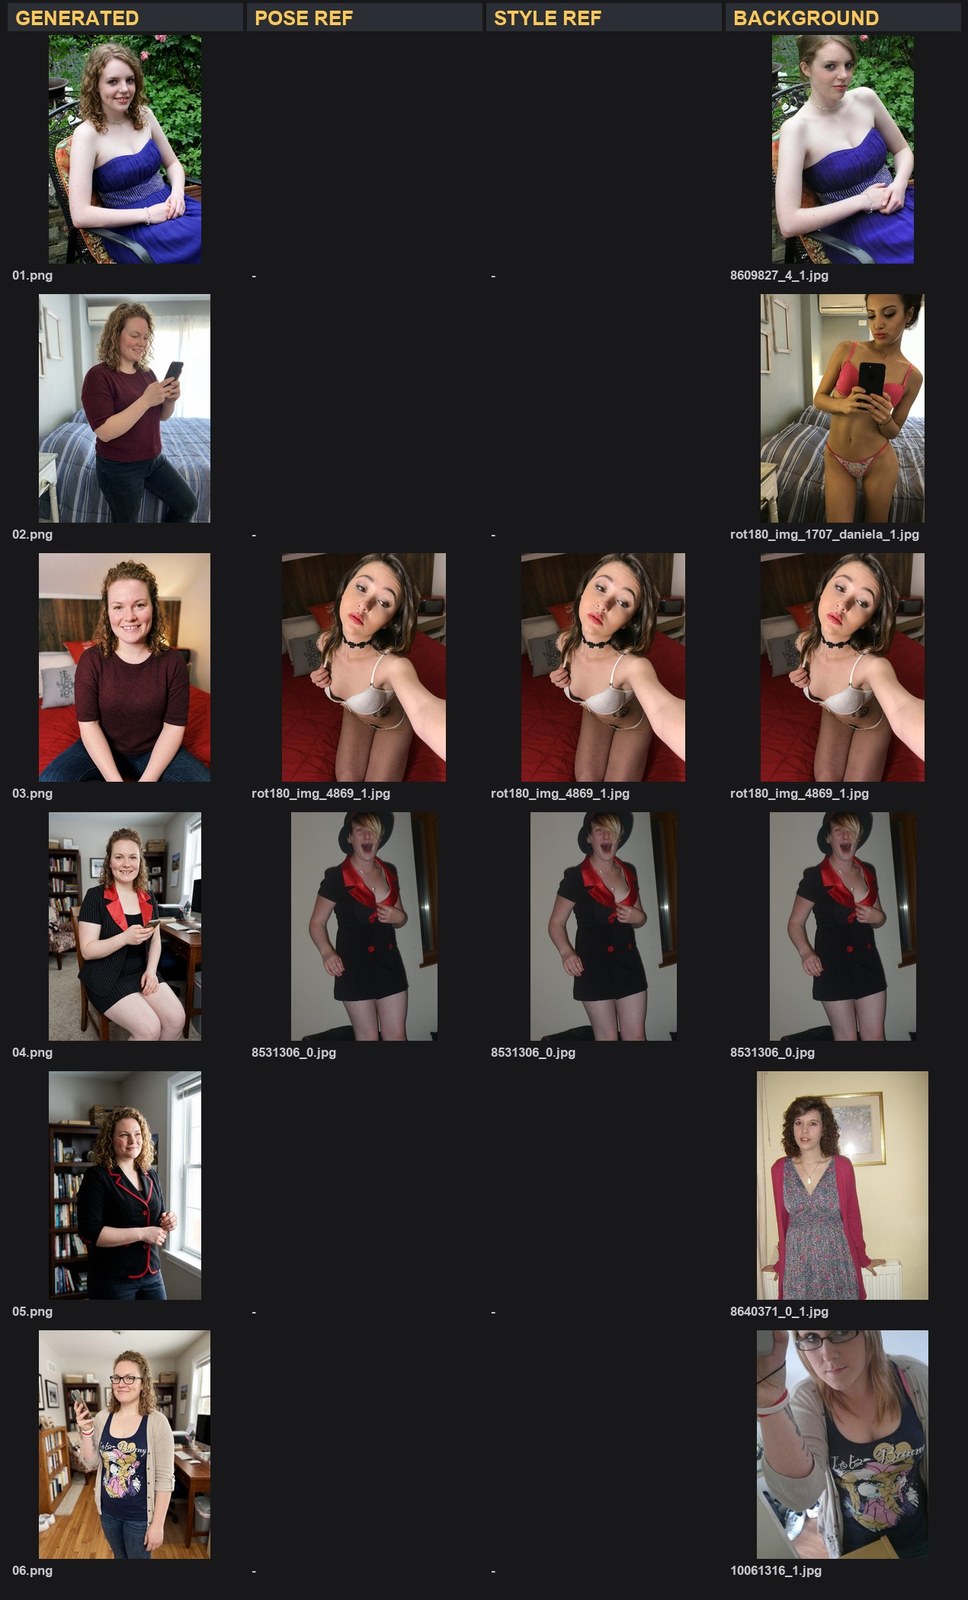 GENERATED POSE REF STYLE REF BACKGROUND
01.png - - 8609827_4_1.jpg
02.png - - rot180_img_1707_daniela_1.jpg
03.png rot180_img_4869_1.jpg rot180_img_4869_1.jpg rot180_img_4869_1.jpg
04.png 8531306_0.jpg 8531306_0.jpg 8531306_0.jpg
05.png - - 8640371_0_1.jpg
06.png - - 10061316_1.jpg